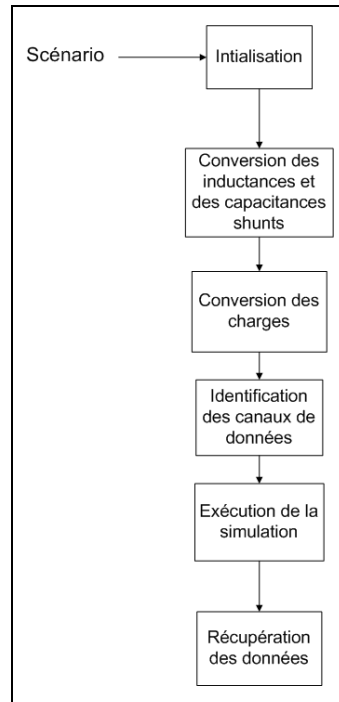 Scénario
Intialisation
Conversion des
inductances et
des capacitances
shunts
Conversion des
charges
Identification
des canaux de
données
Exécution de la
simulation
Récupération
des données